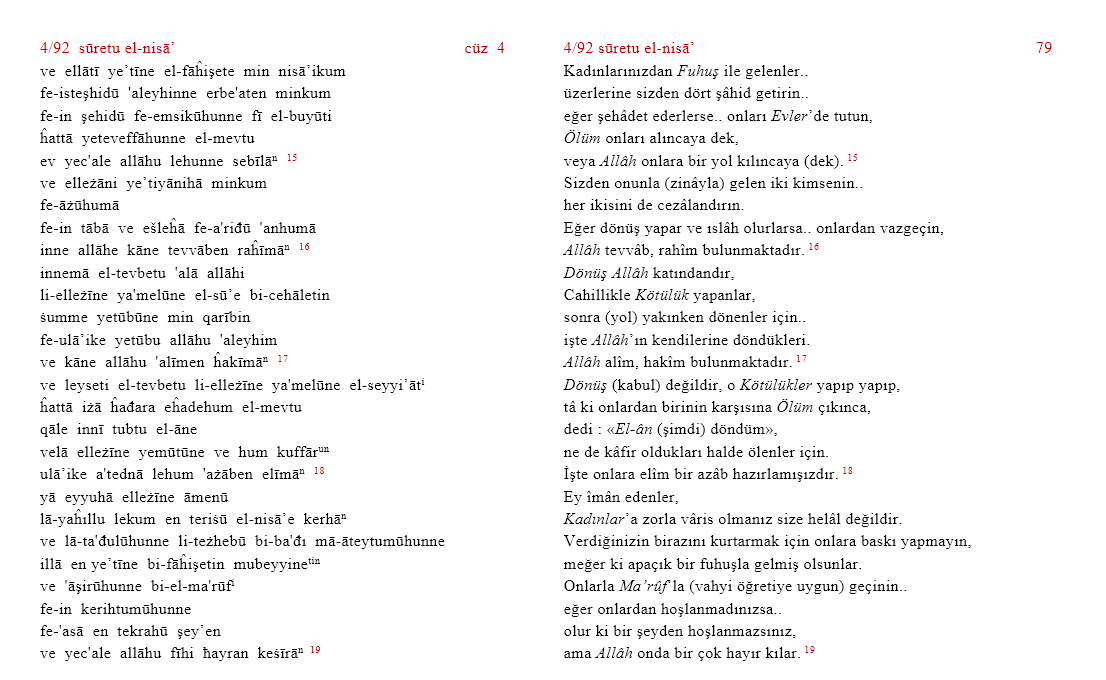 4/92 sūretu el-nisā’ cüz 4
ve ellātī ye’tīne el-fāĥişete min nisā’ikum
fe-isteşhidū 'aleyhinne erbe'aten minkum
fe-in şehidū fe-emsikūhunne fī el-buyūti
ĥattā yeteveffāhunne el-mevtu
ev yec'ale allāhu lehunne sebīlāⁿ 15
ve elleżāni ye’tiyānihā minkum
fe-āżūhumā
fe-in tābā ve ešleĥā fe-a'riđū 'anhumā
inne allāhe kāne tevvāben raĥīmāⁿ 16
innemā el-tevbetu 'alā allāhi
li-elleżīne ya'melūne el-sū’e bi-cehāletin
ṡumme yetūbūne min qarībin
fe-ulā’ike yetūbu allāhu 'aleyhim
ve kāne allāhu 'alīmen ĥakīmāⁿ 17
ve leyseti el-tevbetu li-elleżīne ya'melūne el-seyyi’ātⁱ
ĥattā iżā ĥađara eĥadehum el-mevtu
qāle innī tubtu el-āne
velā elleżīne yemūtūne ve hum kuffārᵘⁿ
ulā’ike a'tednā lehum 'ażāben elīmāⁿ 18
yā eyyuhā elleżīne āmenū
lā-yaĥıllu lekum en teriṡū el-nisā’e kerhāⁿ
ve lā-ta'đulūhunne li-teżhebū bi-ba'đı mā-āteytumūhunne
illā en ye’tīne bi-fāĥişetin mubeyyineᵗⁱⁿ
ve 'āşirūhunne bi-el-ma'rūfⁱ
fe-in kerihtumūhunne
fe-'asā en tekrahū şey’en
ve yec'ale allāhu fīhi ħayran keṡīrāⁿ 19
4/92 sūretu el-nisā’ 79
Kadınlarınızdan Fuhuş ile gelenler..
üzerlerine sizden dört şâhid getirin..
eğer şehâdet ederlerse.. onları Evler’de tutun,
Ölüm onları alıncaya dek,
veya Allâh onlara bir yol kılıncaya (dek). 15
Sizden onunla (zinâyla) gelen iki kimsenin..
her ikisini de cezâlandırın.
Eğer dönüş yapar ve ıslâh olurlarsa.. onlardan vazgeçin,
Allâh tevvâb, rahîm bulunmaktadır. 16
Dönüş Allâh katındandır,
Cahillikle Kötülük yapanlar,
sonra (yol) yakınken dönenler için..
işte Allâh’ın kendilerine döndükleri.
Allâh alîm, hakîm bulunmaktadır. 17
Dönüş (kabul) değildir, o Kötülükler yapıp yapıp,
tâ ki onlardan birinin karşısına Ölüm çıkınca,
dedi : «El-ân (şimdi) döndüm»,
ne de kâfir oldukları halde ölenler için.
İşte onlara elîm bir azâb hazırlamışızdır. 18
Ey îmân edenler,
Kadınlar’a zorla vâris olmanız size helâl değildir.
Verdiğinizin birazını kurtarmak için onlara baskı yapmayın,
meğer ki apaçık bir fuhuşla gelmiş olsunlar.
Onlarla Ma’rûf’la (vahyi öğretiye uygun) geçinin..
eğer onlardan hoşlanmadınızsa..
olur ki bir şeyden hoşlanmazsınız,
ama Allâh onda bir çok hayır kılar. 19